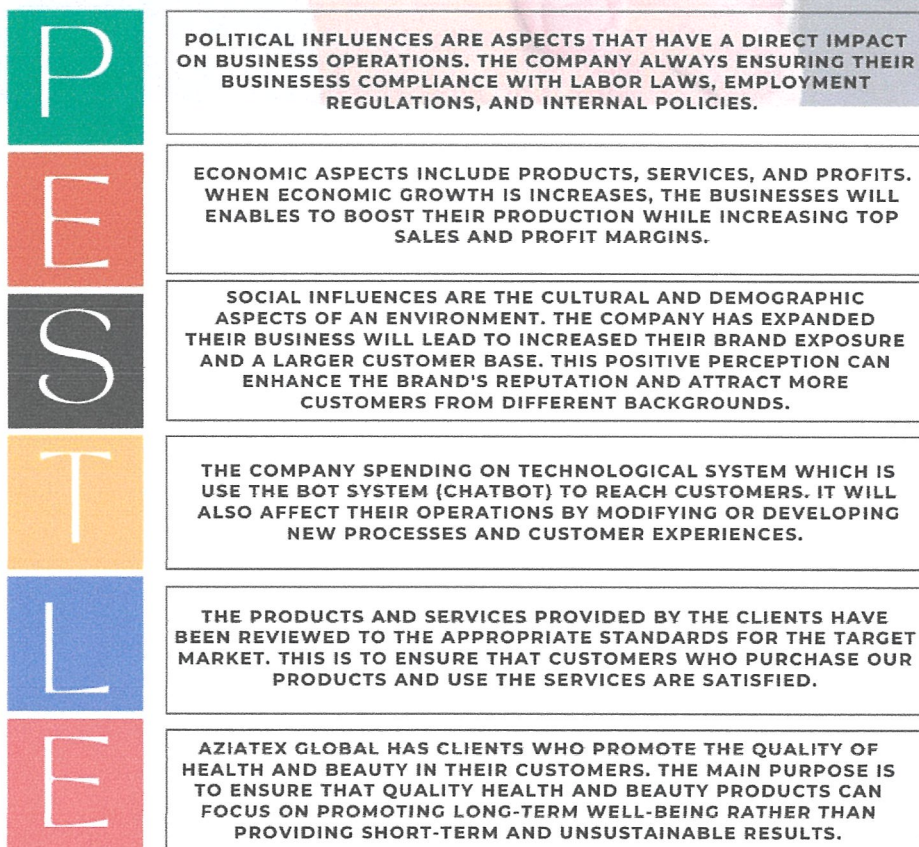 P
POLITICAL INFLUENCES ARE ASPECTS THAT HAVE A DIRECT IMPACT
ON BUSINESS OPERATIONS. THE COMPANY ALWAYS ENSURING THEIR
BUSINESESS COMPLIANCE WITH LABOR LAWS, EMPLOYMENT
REGULATIONS, AND INTERNAL POLICIES.
E
ECONOMIC ASPECTS INCLUDE PRODUCTS, SERVICES, AND PROFITS.
WHEN ECONOMIC GROWTH IS INCREASES, THE BUSINESSES WILL
ENABLES TO BOOST THEIR PRODUCTION WHILE INCREASING TOP
SALES AND PROFIT MARGINS.
S
SOCIAL INFLUENCES ARE THE CULTURAL AND DEMOGRAPHIC
ASPECTS OF AN ENVIRONMENT. THE COMPANY HAS EXPANDED
THEIR BUSINESS WILL LEAD TO INCREASED THEIR BRAND EXPOSURE
AND A LARGER CUSTOMER BASE. THIS POSITIVE PERCEPTION CAN
ENHANCE THE BRAND'S REPUTATION AND ATTRACT MORE
CUSTOMERS FROM DIFFERENT BACKGROUNDS.
T
THE COMPANY SPENDING ON TECHNOLOGICAL SYSTEM WHICH IS
USE THE BOT SYSTEM (CHATBOT) TO REACH CUSTOMERS. IT WILL
ALSO AFFECT THEIR OPERATIONS BY MODIFYING OR DEVELOPING
NEW PROCESSES AND CUSTOMER EXPERIENCES.
L
THE PRODUCTS AND SERVICES PROVIDED BY THE CLIENTS HAVE
BEEN REVIEWED TO THE APPROPRIATE STANDARDS FOR THE TARGET
MARKET. THIS IS TO ENSURE THAT CUSTOMERS WHO PURCHASE OUR
PRODUCTS AND USE THE SERVICES ARE SATISFIED.
E
AZIATEX GLOBAL HAS CLIENTS WHO PROMOTE THE QUALITY OF
HEALTH AND BEAUTY IN THEIR CUSTOMERS. THE MAIN PURPOSE IS
TO ENSURE THAT QUALITY HEALTH AND BEAUTY PRODUCTS CAN
FOCUS ON PROMOTING LONG-TERM WELL-BEING RATHER THAN
PROVIDING SHORT-TERM AND UNSUSTAINABLE RESULTS.